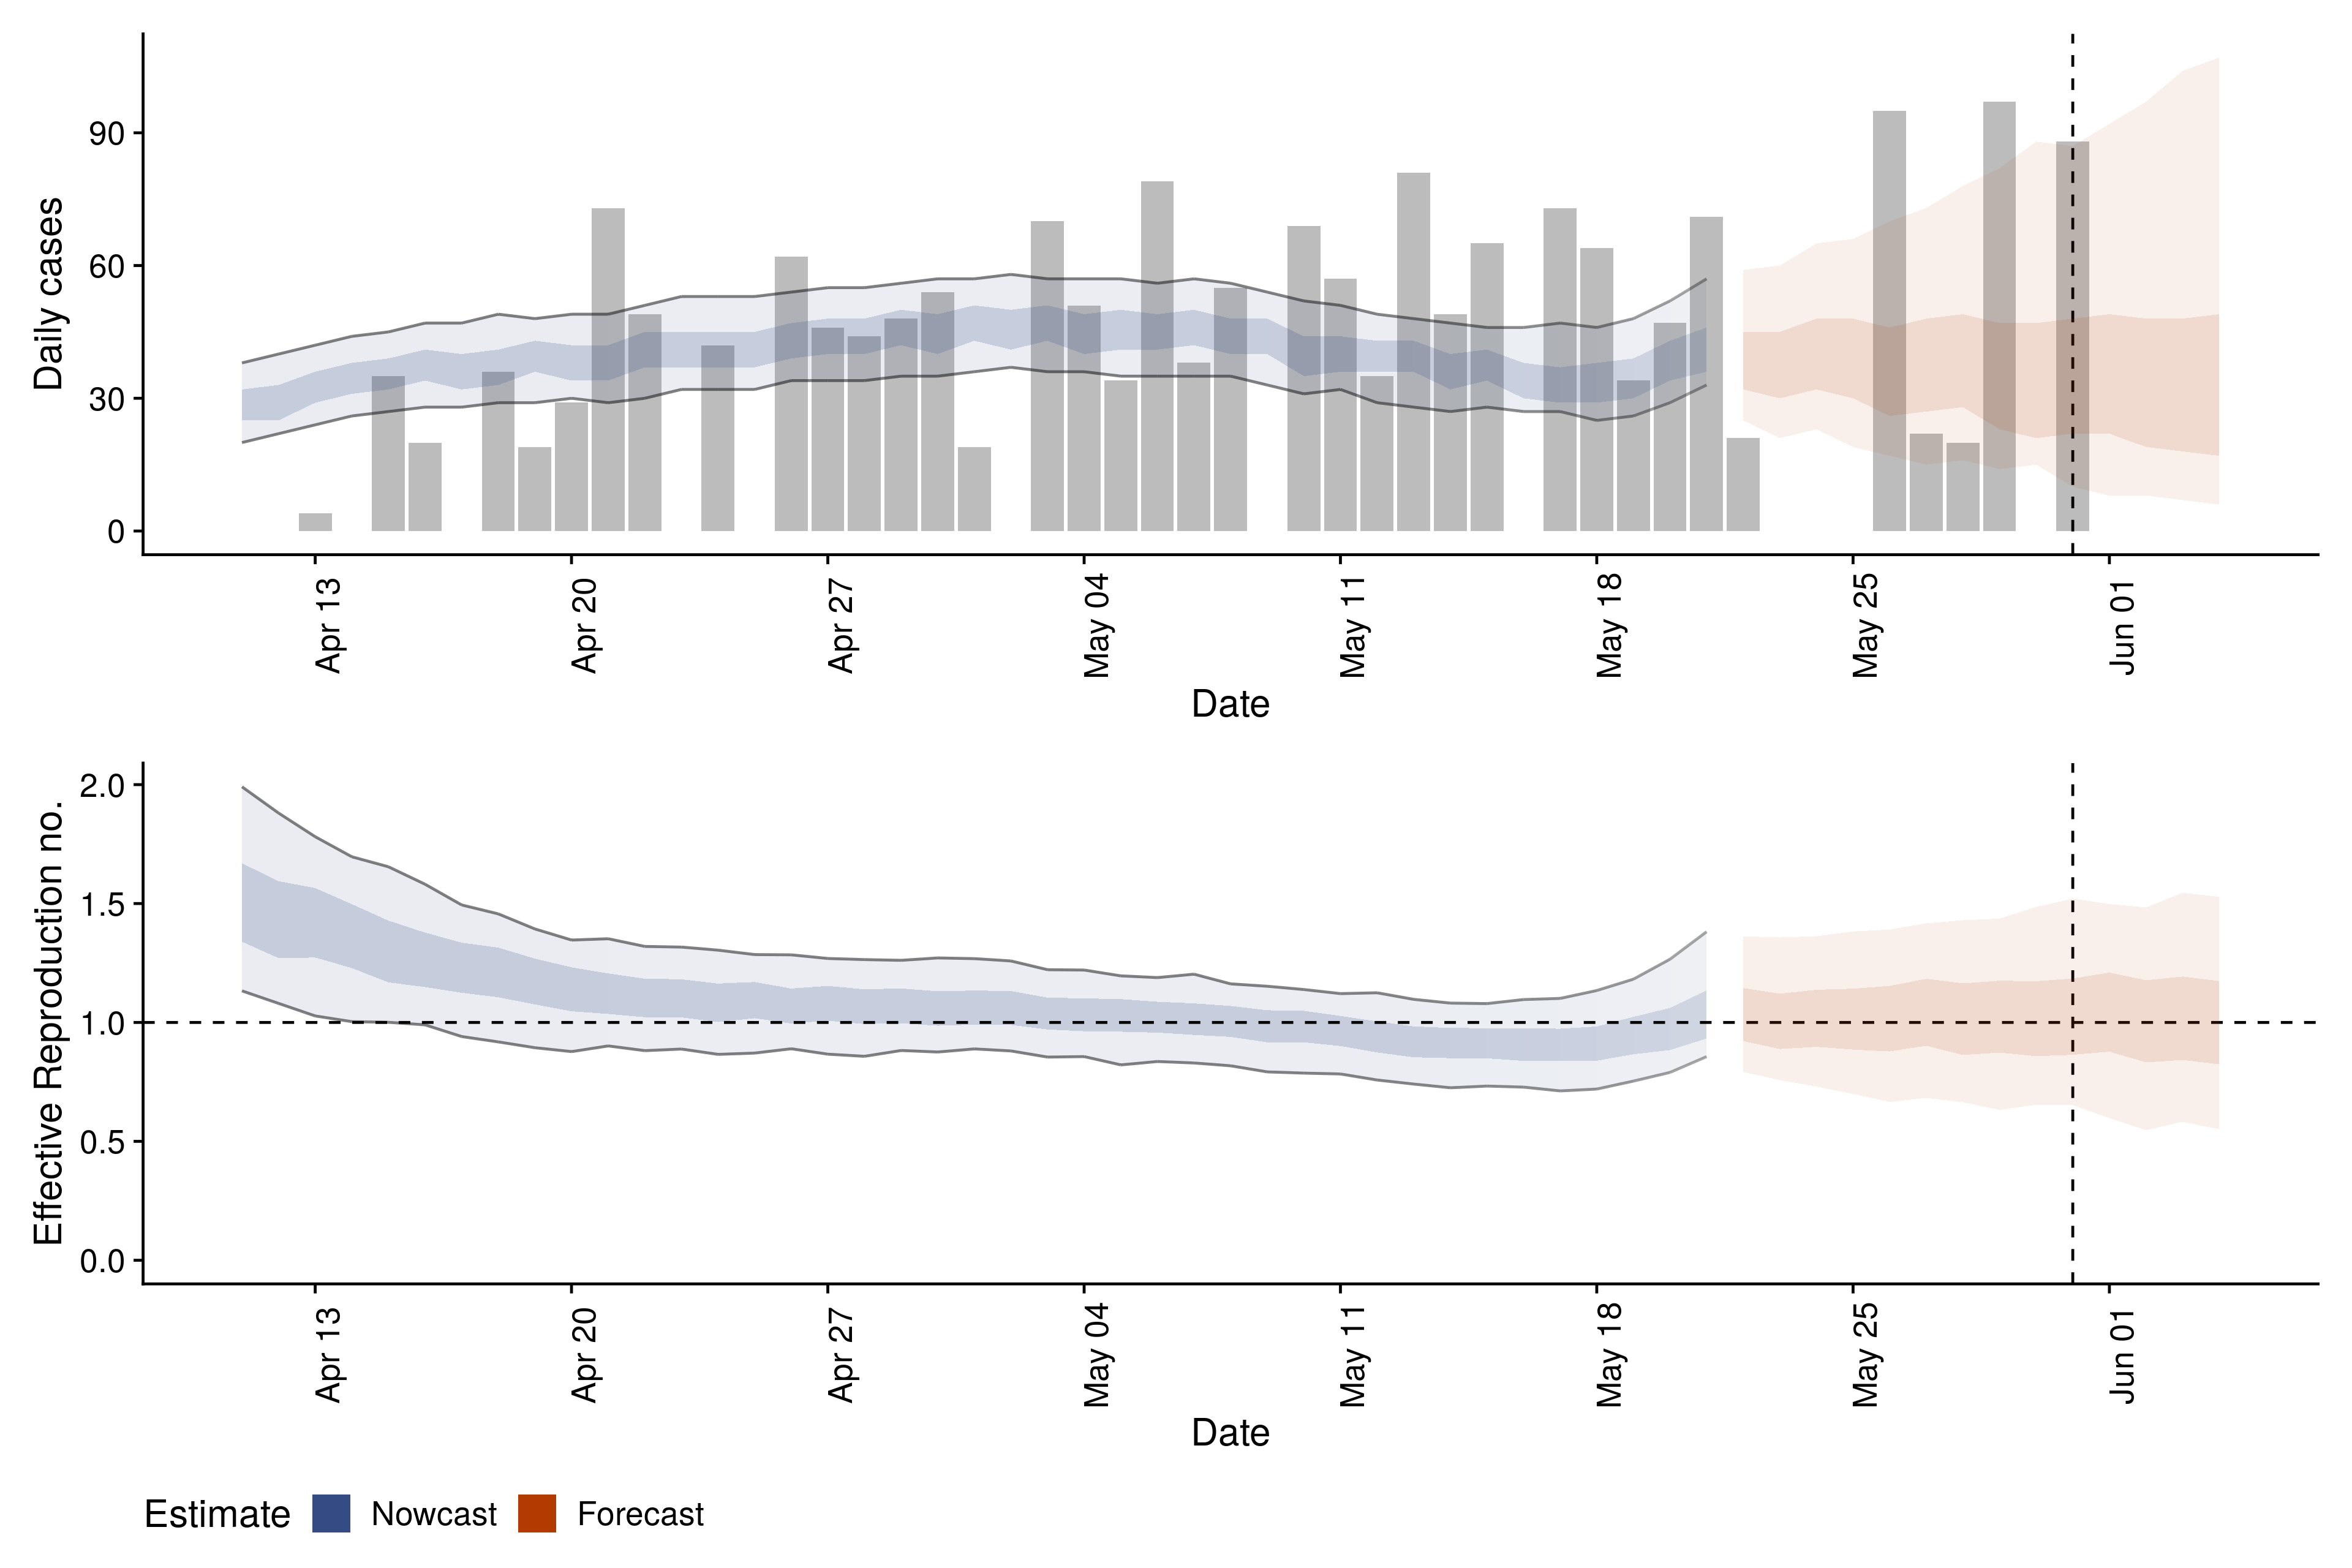 Daily cases
90
60
30
0
Apr 13
Apr 20
Apr 27
May 04
May 11
May 18
May 25
Jun 01
Date
Effective Reproduction no.
2.0
1.5
1.0
0.5
0.0
Apr 13
Apr 20
Apr 27
May 04
May 11
May 18
May 25
Jun 01
Date
Estimate Nowcast Forecast